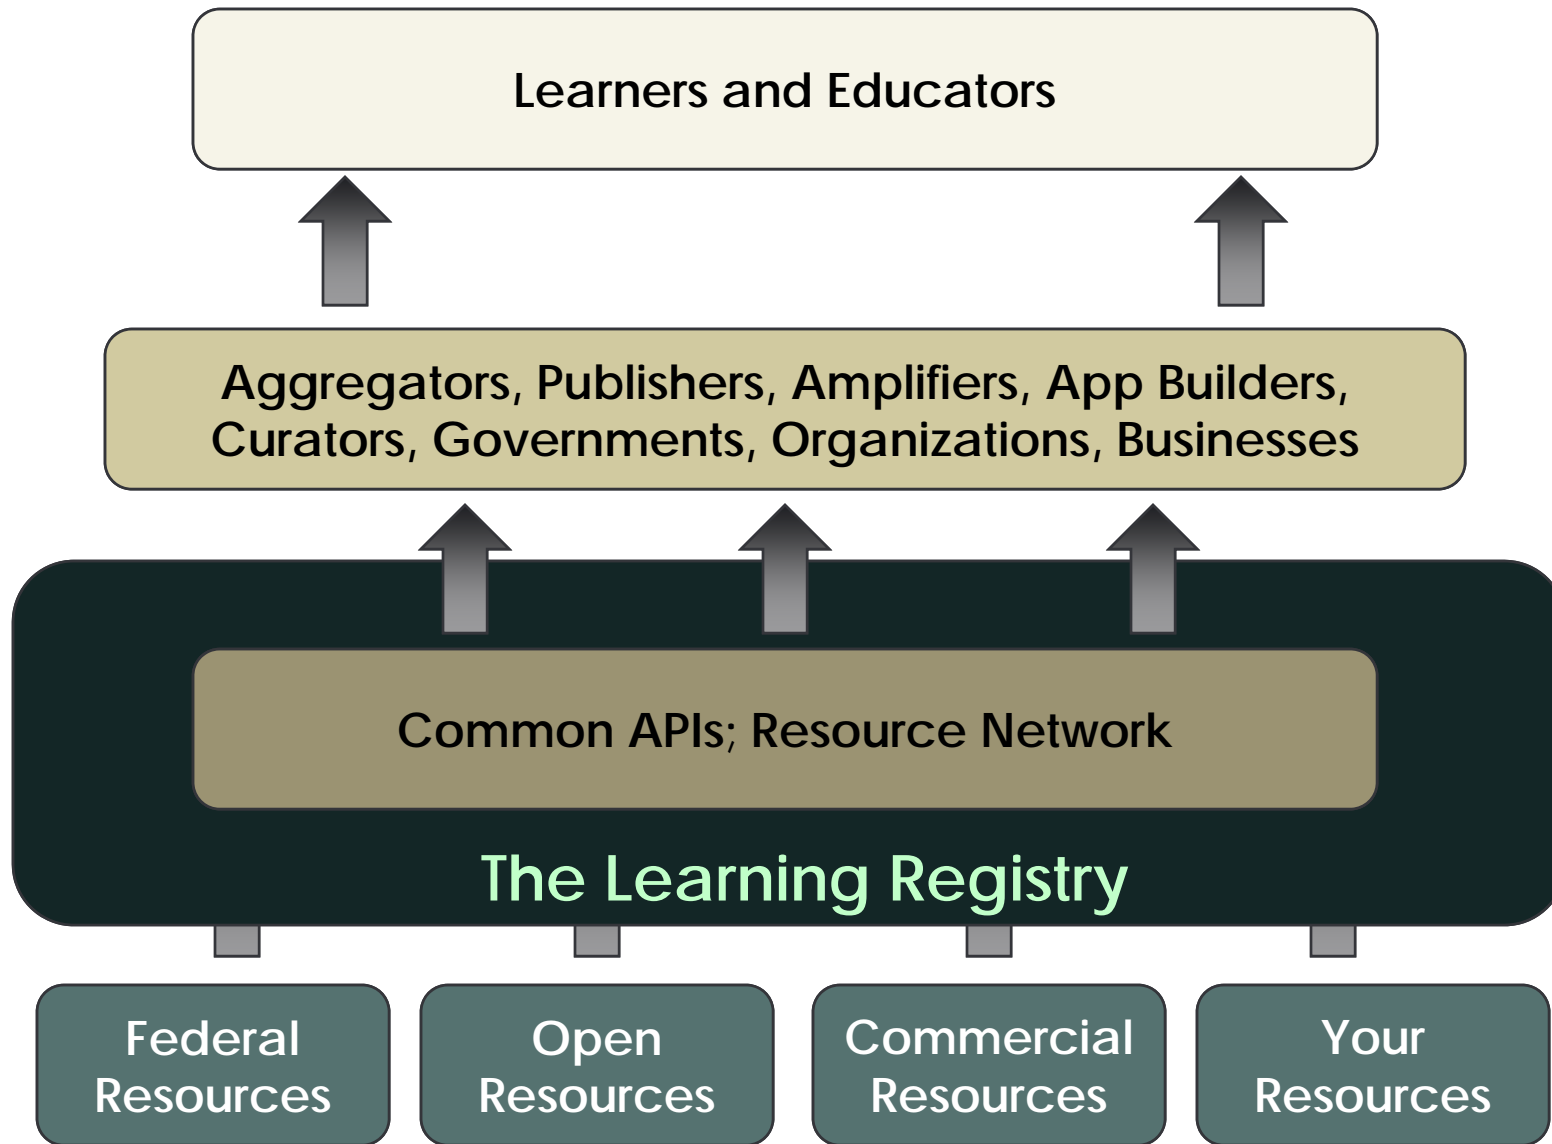 Learners and Educators
Aggregators, Publishers, Amplifiers, App Builders,
Curators, Governments, Organizations, Businesses
Common APIs; Resource Network
The Learning Registry
Federal
Resources
Open
Resources
Commercial
Resources
Your
Resources